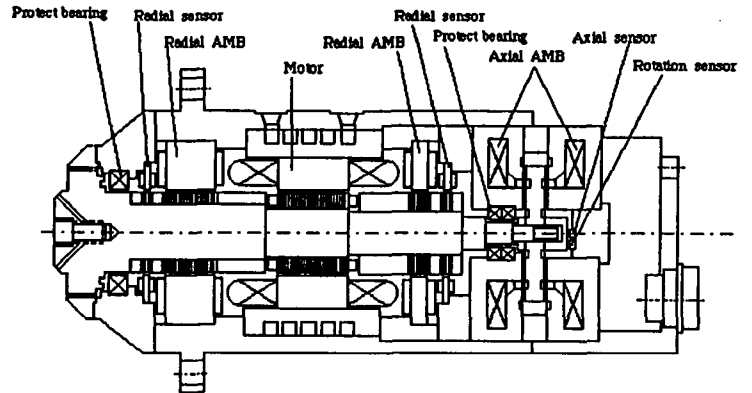 Protect bearing
Radial sensor
Radial AMB
Motor
Radial sensor
Radial AMB
Protect bearing
Axial AMB
Axial sensor
Rotation sensor